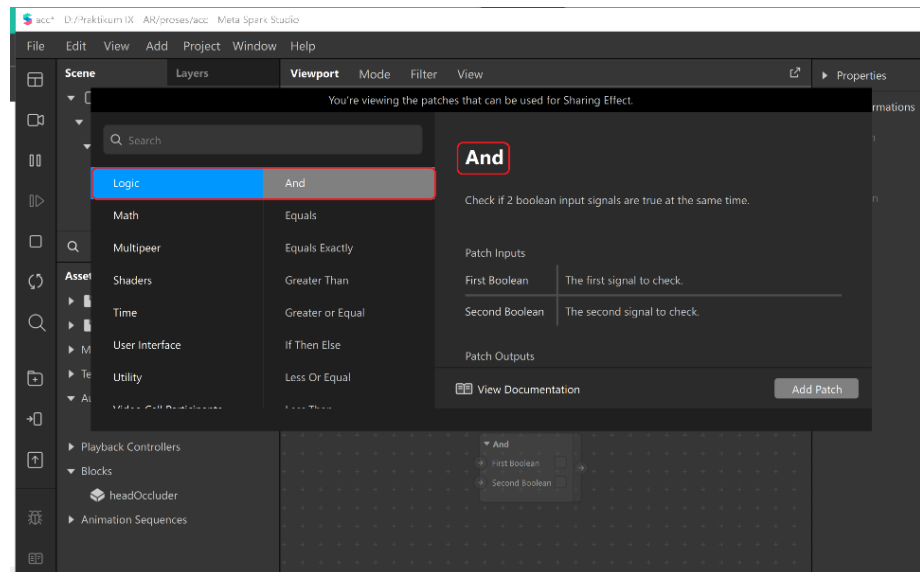 acc* D:/Praktikum IX AR/proses/acc Meta Spark Studio
File Edit View Add Project Window Help
Scene Layers Viewport Mode Filter View Properties
You're viewing the patches that can be used for Sharing Effect.
Search
Logic
Math
Multipeer
Shaders
Time
User Interface
Utility
And
Equals
Equals Exactly
Greater Than
Greater or Equal
If Then Else
Less Or Equal
Less Than
And
Check if 2 boolean input signals are true at the same time.
Patch Inputs
First Boolean The first signal to check.
Second Boolean The second signal to check.
Patch Outputs
View Documentation Add Patch
Playback Controllers
Blocks
headOccluder
Animation Sequences
And
First Boolean
Second Boolean